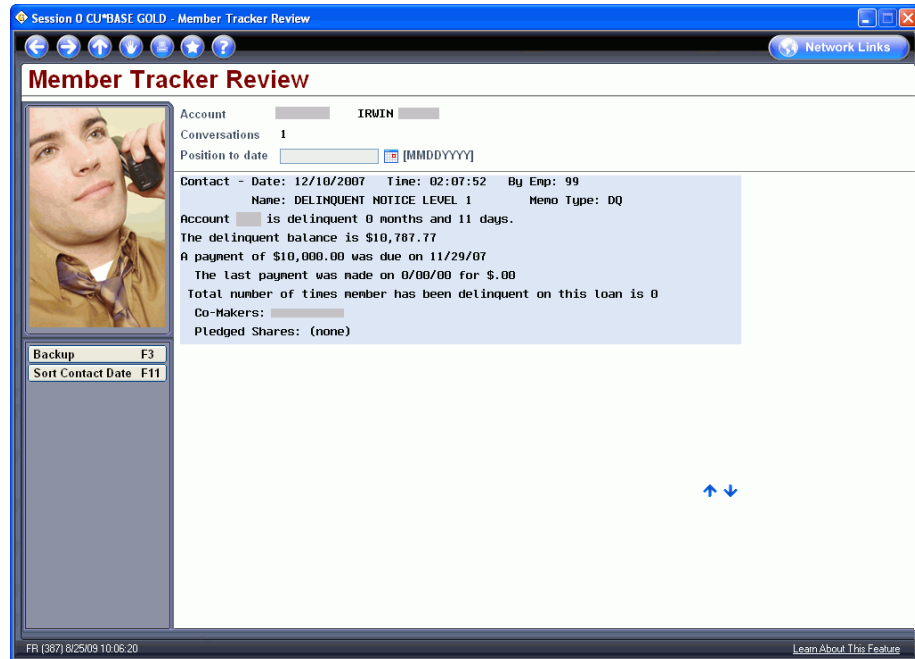 Session 0 CU*BASE GOLD - Member Tracker Review
Network Links
Member Tracker Review
Account IRWIN
Conversations 1
Position to date [MMDDYYYY]
Contact - Date: 12/10/2007 Time: 02:07:52 By Emp: 99
Name: DELINQUENT NOTICE LEVEL 1 Memo Type: DQ
Account is delinquent 0 months and 11 days.
The delinquent balance is $10,787.77
A payment of $10,000.00 was due on 11/29/07
The last payment was made on 0/00/00 for $.00
Total number of times member has been delinquent on this loan is 0
Co-Makers:
Pledged Shares: (none)
Backup F3
Sort Contact Date F11
FR (387) 8/25/09 10:06:20
Learn About This Feature